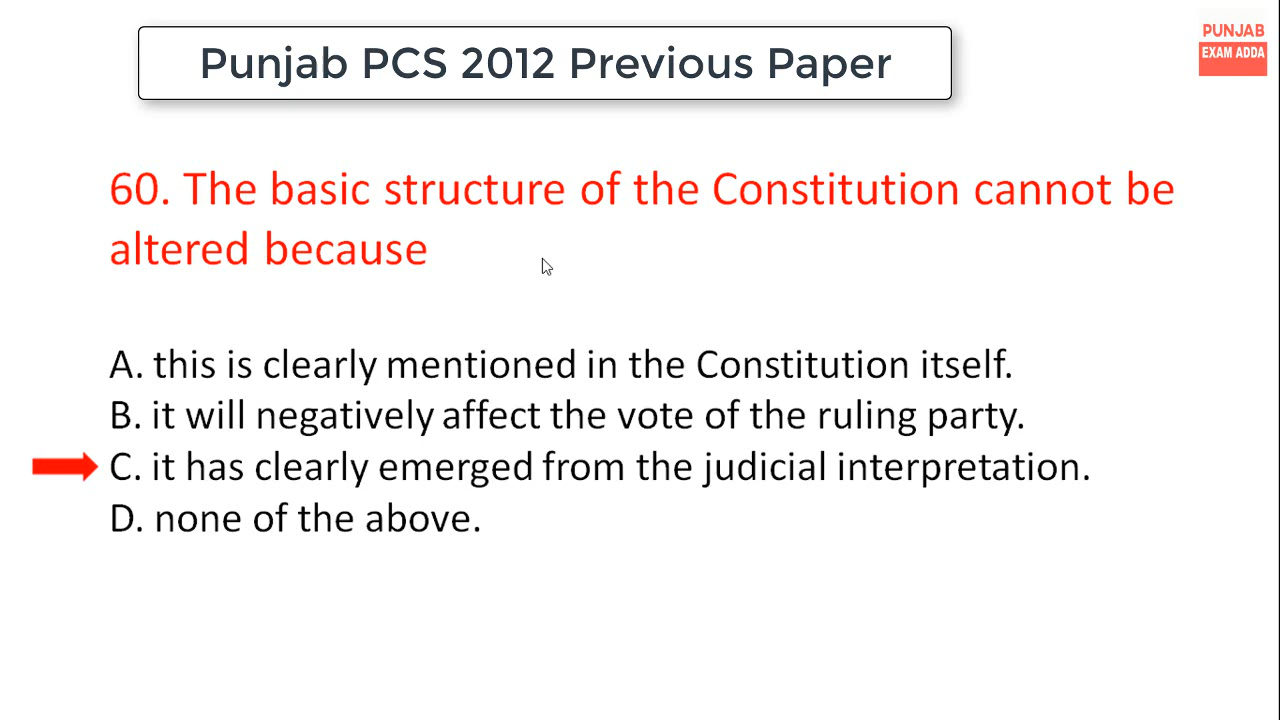 Punjab PCS 2012 Previous Paper
PUNJAB
EXAM ADDA
60. The basic structure of the Constitution cannot be
altered because
A. this is clearly mentioned in the Constitution itself.
B. it will negatively affect the vote of the ruling party.
C. it has clearly emerged from the judicial interpretation.
D. none of the above.